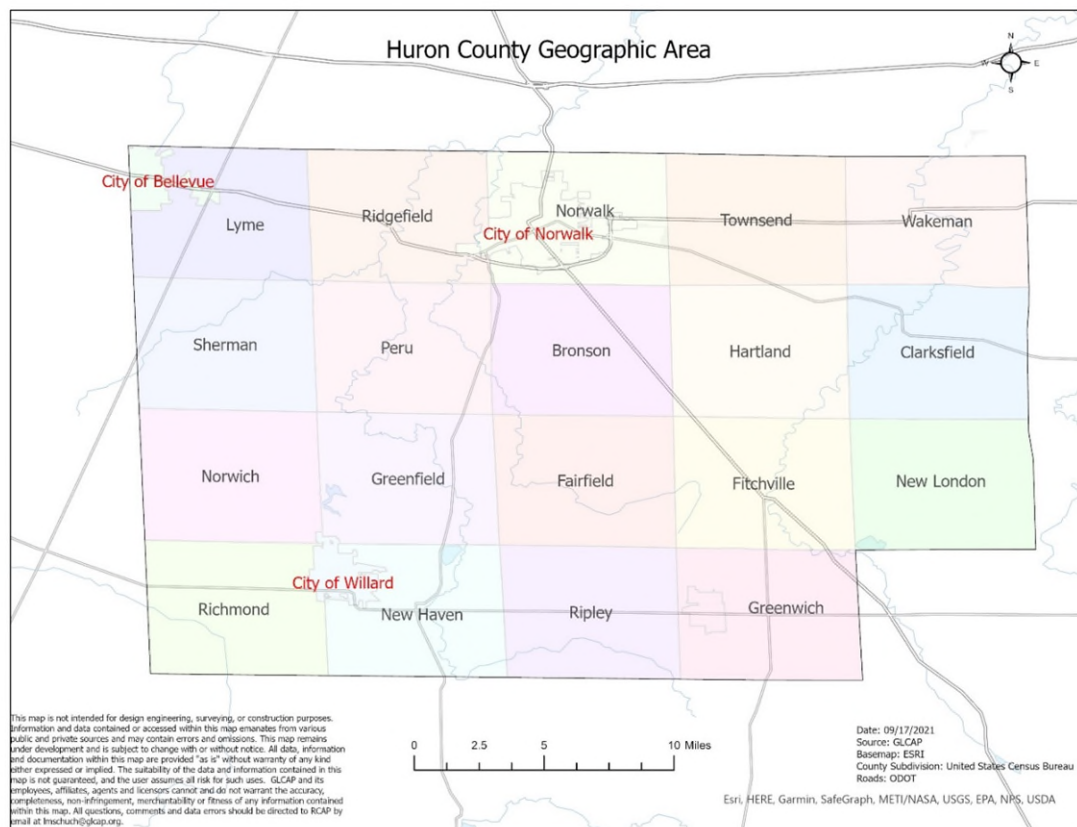 Huron County Geographic Area
N
W E
S
City of Bellevue
Lyme
Ridgefield
Norwalk
City of Norwalk
Townsend
Wakeman
Sherman
Peru
Bronson
Hartland
Clarksfield
Norwich
Greenfield
Fairfield
Fitchville
New London
City of Willard
Richmond
New Haven
Ripley
Greenwich
This map is not intended for design engineering, surveying, or construction purposes.
Information and data contained or accessed within this map emanates from various
public and private sources and may contain errors and omissions. This map remains
under development and is subject to change with or without notice. All data, information
and documentation within this map are provided "as is" without warranty of any kind
either expressed or implied. The suitability of the data and information contained in this
map is not guaranteed, and the user assumes all risk for such uses. GLCAP and its
employees, affiliates, agents and licensors cannot and do not warrant the accuracy,
completeness, non-infringement, merchantability or fitness of any information contained
within this map. All questions, comments and data errors should be directed to RCAP by
email at lmschuch@glcap.org.
0 2.5 5 10 Miles
Date: 09/17/2021
Source: GLCAP
Basemap: ESRI
County Subdivision: United States Census Bureau
Roads: ODOT
Esri, HERE, Garmin, SafeGraph, METI/NASA, USGS, EPA, NPS, USDA